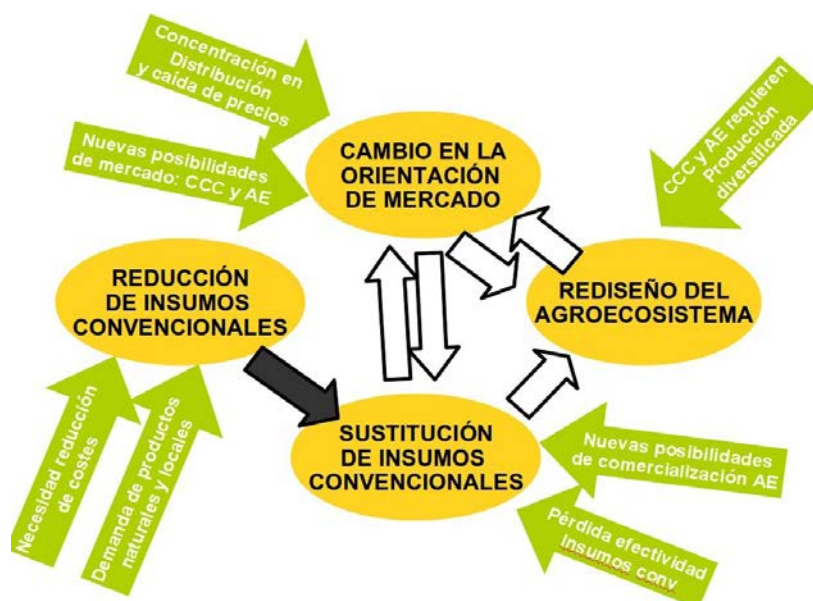 Concentración en
Distribución
y caída de precios
Nuevas posibilidades
de mercado: CCC y AE
CAMBIO EN LA
ORIENTACIÓN
DE MERCADO
CCC y AE requieren
Producción
diversificada
REDUCCIÓN
DE INSUMOS
CONVENCIONALES
REDISEÑO DEL
AGROECOSISTEMA
SUSTITUCIÓN
DE INSUMOS
CONVENCIONALES
Necesidad reducción
de costes
Demanda de productos
naturales y locales
Nuevas posibilidades
de comercialización AE
Pérdida efectividad
Insumos conv